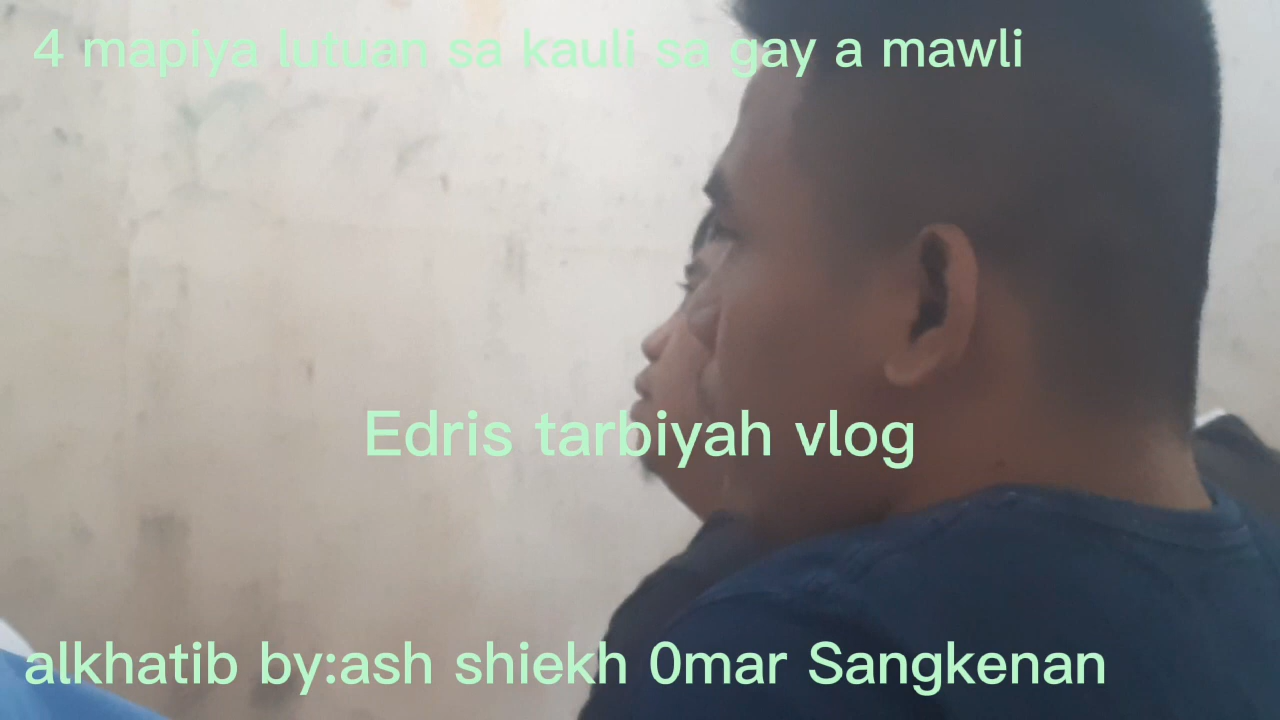 4 mapiya lutuan sa kauli sa gay a mawli
Edris tarbiyah vlog
alkhatib by:ash shiekh 0mar Sangkenan